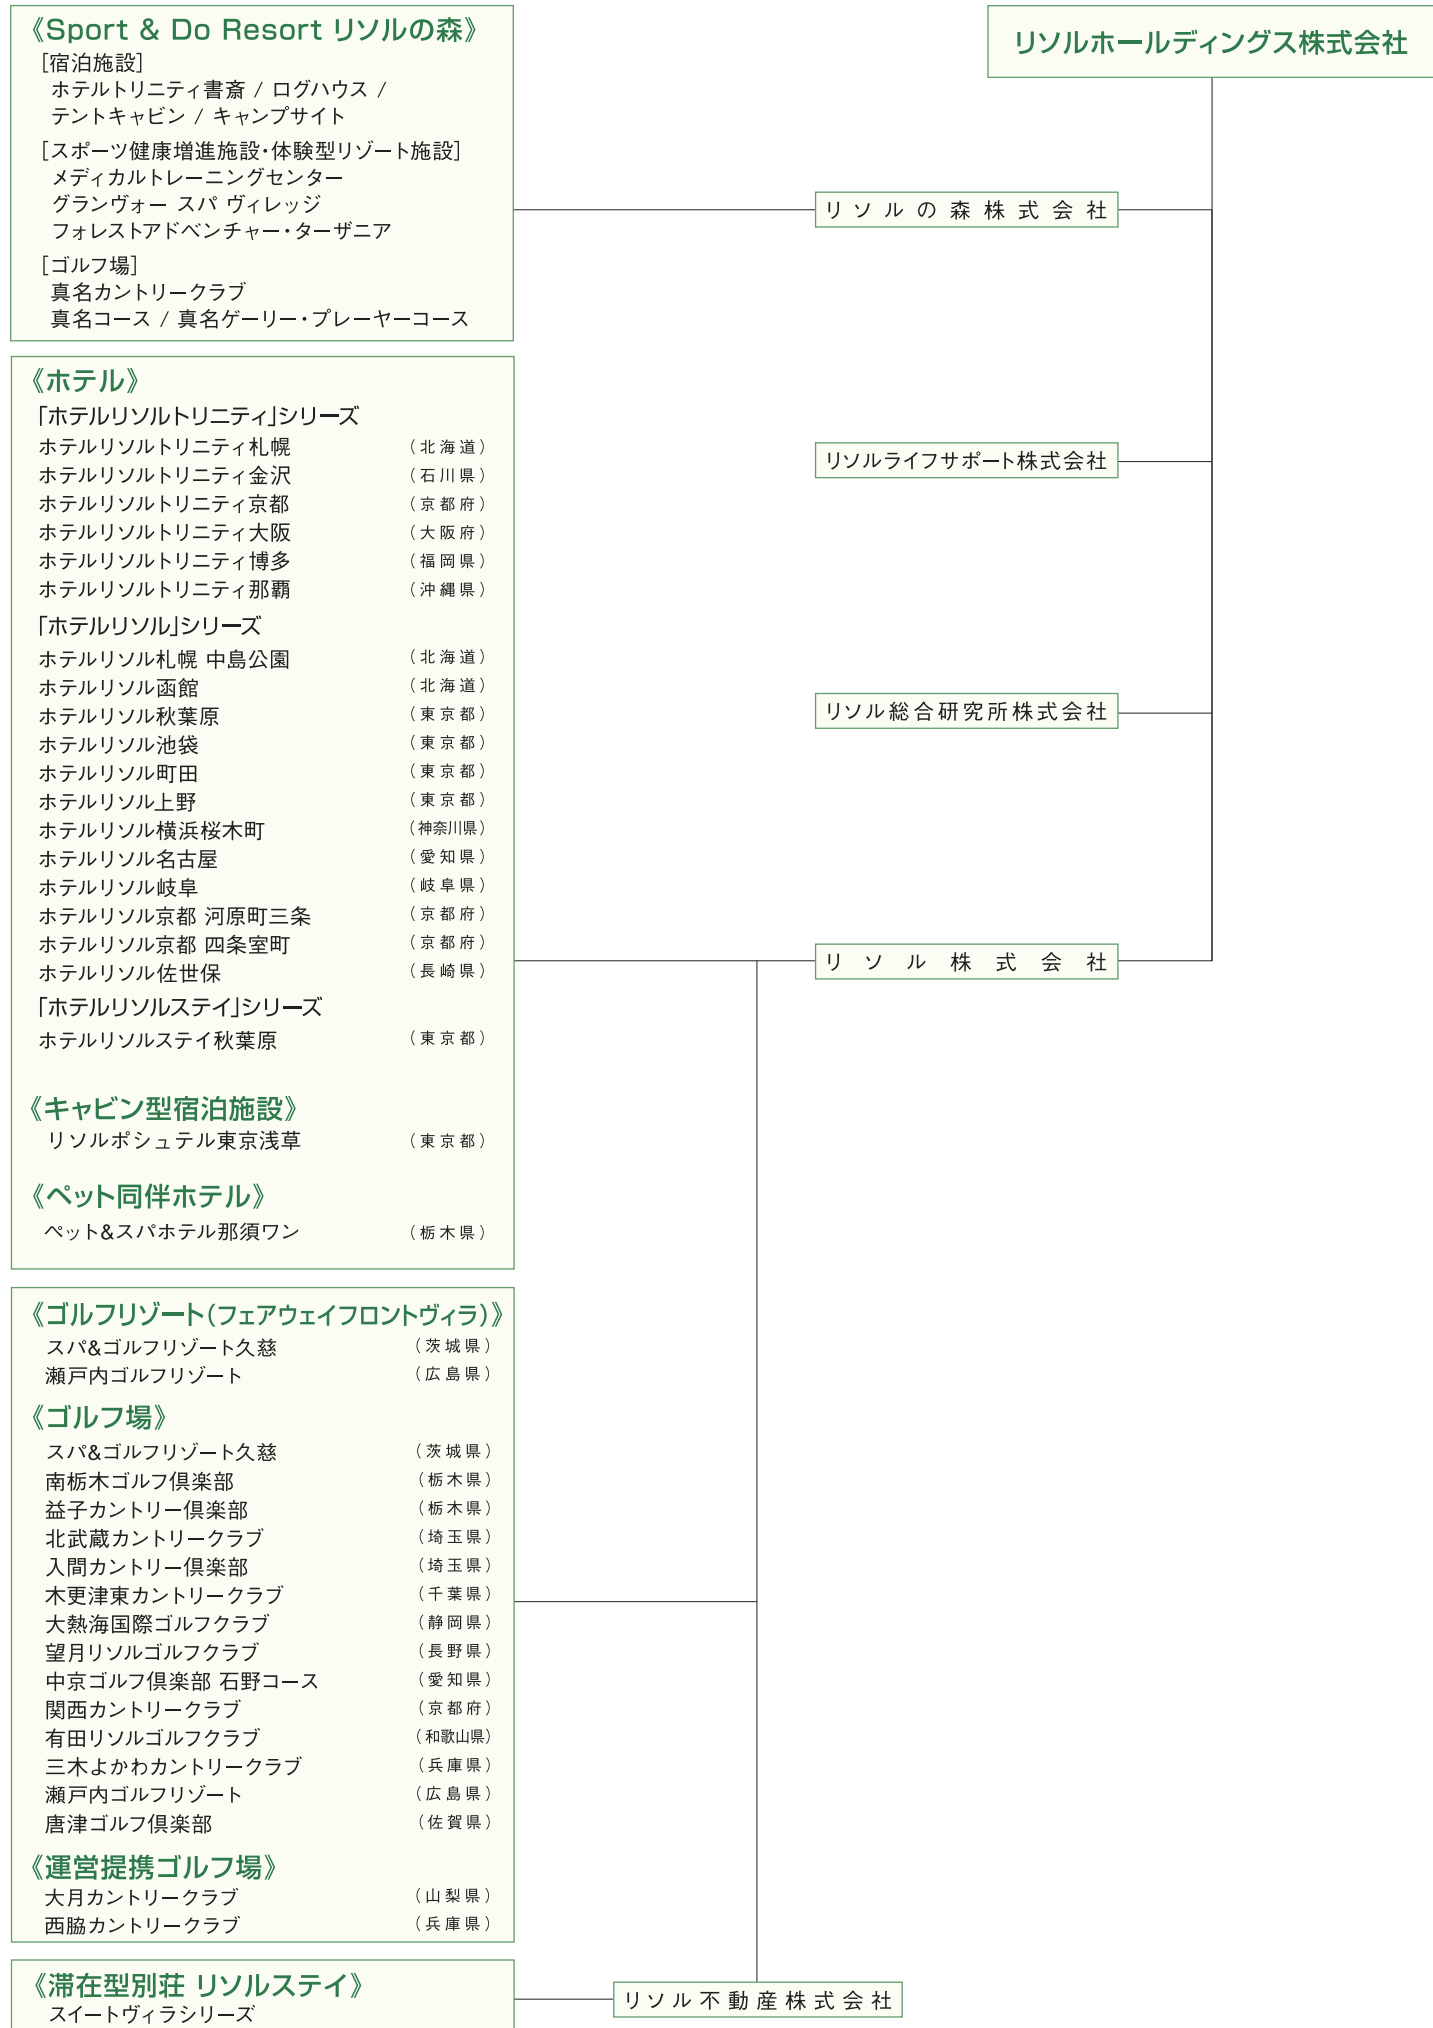 《Sport & Do Resort リソルの森》
[宿泊施設]
ホテルトリニティ書斎 / ログハウス /
テントキャビン / キャンプサイト
[スポーツ健康増進施設・体験型リゾート施設]
メディカルトレーニングセンター
グランヴォー スパ ヴィレッジ
フォレストアドベンチャー・ターザニア
[ゴルフ場]
真名カントリークラブ
真名コース / 真名ゲーリー・プレーヤーコース
リソルホールディングス株式会社
リソルの森株式会社
リソルライフサポート株式会社
リソル総合研究所株式会社
リソル株式会社
《ホテル》
「ホテルリソルトリニティ」シリーズ
ホテルリソルトリニティ札幌 （北海道）
ホテルリソルトリニティ金沢 （石川県）
ホテルリソルトリニティ京都 （京都府）
ホテルリソルトリニティ大阪 （大阪府）
ホテルリソルトリニティ博多 （福岡県）
ホテルリソルトリニティ那覇 （沖縄県）
「ホテルリソル」シリーズ
ホテルリソル札幌 中島公園 （北海道）
ホテルリソル函館 （北海道）
ホテルリソル秋葉原 （東京都）
ホテルリソル池袋 （東京都）
ホテルリソル町田 （東京都）
ホテルリソル上野 （東京都）
ホテルリソル横浜桜木町 （神奈川県）
ホテルリソル名古屋 （愛知県）
ホテルリソル岐阜 （岐阜県）
ホテルリソル京都 河原町三条 （京都府）
ホテルリソル京都 四条室町 （京都府）
ホテルリソル佐世保 （長崎県）
「ホテルリソルステイ」シリーズ
ホテルリソルステイ秋葉原 （東京都）
《キャビン型宿泊施設》
リソルポシュテル東京浅草 （東京都）
《ペット同伴ホテル》
ペット&スパホテル那須ワン （栃木県）
《ゴルフリゾート（フェアウェイフロントヴィラ）》
スパ&ゴルフリゾート久慈 （茨城県）
瀬戸内ゴルフリゾート （広島県）
《ゴルフ場》
スパ&ゴルフリゾート久慈 （茨城県）
南栃木ゴルフ倶楽部 （栃木県）
益子カントリー倶楽部 （栃木県）
北武蔵カントリークラブ （埼玉県）
入間カントリー倶楽部 （埼玉県）
木更津東カントリークラブ （千葉県）
大熱海国際ゴルフクラブ （静岡県）
望月リソルゴルフクラブ （長野県）
中京ゴルフ倶楽部 石野コース （愛知県）
関西カントリークラブ （京都府）
有田リソルゴルフクラブ （和歌山県）
三木よかわカントリークラブ （兵庫県）
瀬戸内ゴルフリゾート （広島県）
唐津ゴルフ倶楽部 （佐賀県）
《運営提携ゴルフ場》
大月カントリークラブ （山梨県）
西脇カントリークラブ （兵庫県）
《滞在型別荘 リソルステイ》
スイートヴィラシリーズ
リソル不動産株式会社